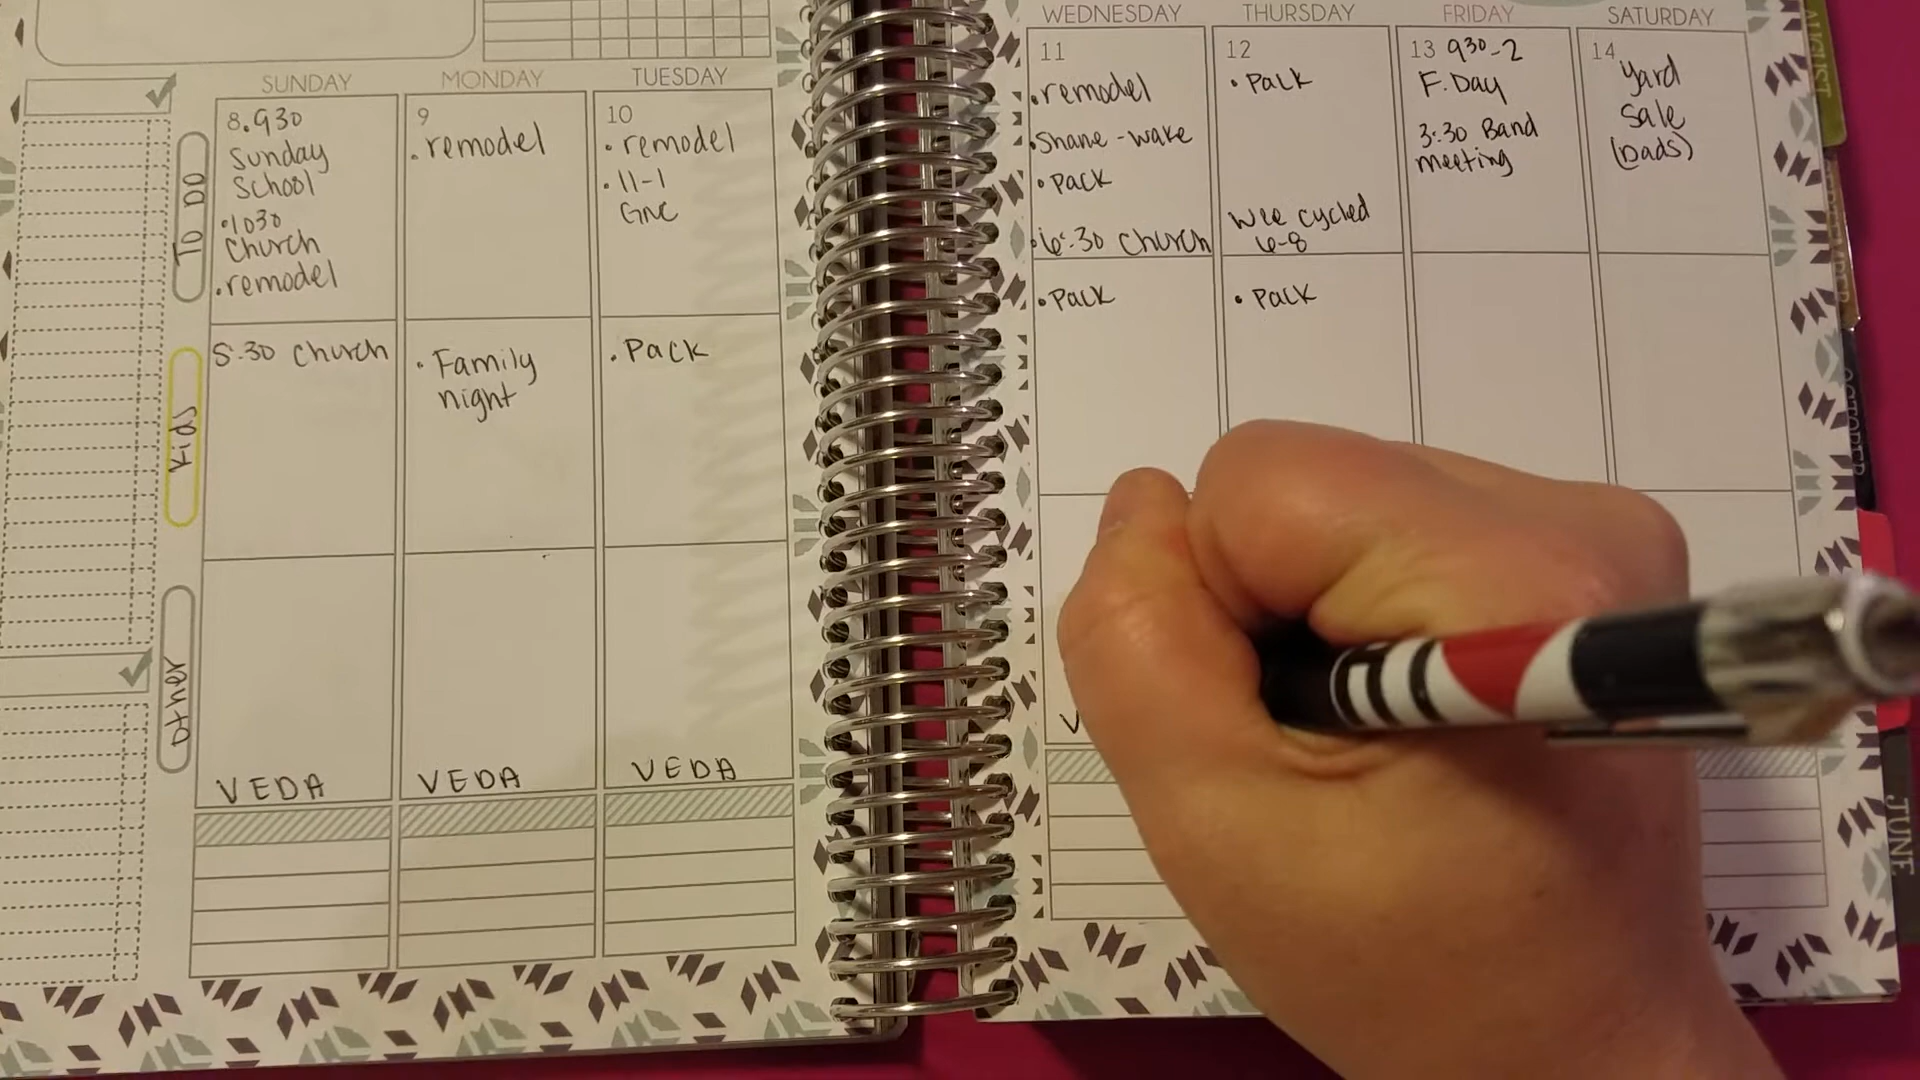 SUNDAY
MONDAY
TUESDAY
WEDNESDAY
THURSDAY
FRIDAY
SATURDAY
TO DO
8 . 930
Sunday
School
• 1030
Church
. remodel
9
. remodel
10
• remodel
. 11-1
GNC
11
. remodel
. Shane - wake
• Pack
• 6:30 Church
12
• Pack
Wee cycled
6-8
13 930-2
F. Day
3:30 Band
meeting
14 yard
Sale
(Dads)
Kids
5:30 Church
• Family
night
. Pack
• Pack
• Pack
Other
VEDA
VEDA
VEDA
V
AUGUST
OCTOBER
JUNE